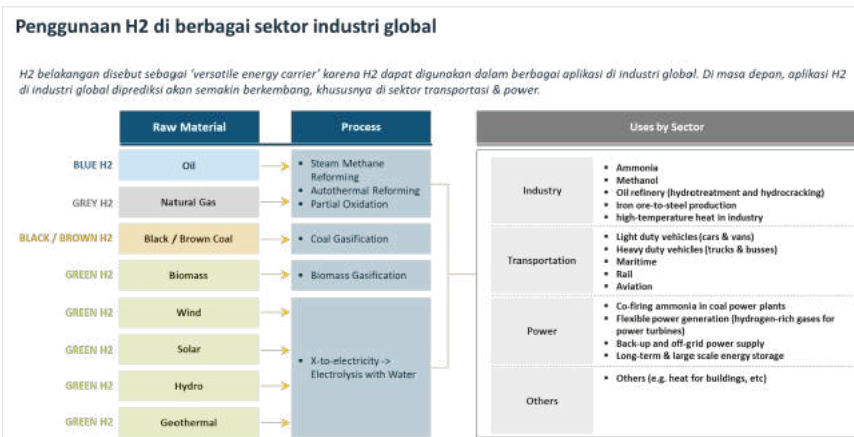 Penggunaan H2 di berbagai sektor industri global
H2 belakangan disebut sebagai ‘versatile energy carrier’ karena H2 dapat digunakan dalam berbagai aplikasi di industri global. Di masa depan, aplikasi H2
di industri global diprediksi akan semakin berkembang, khususnya di sektor transportasi & power.
Raw Material
Process
Uses by Sector
BLUE H2
Oil
GREY H2
Natural Gas
▪ Steam Methane
Reforming
▪ Autothermal Reforming
▪ Partial Oxidation
BLACK / BROWN H2
Black / Brown Coal
▪ Coal Gasification
GREEN H2
Biomass
▪ Biomass Gasification
GREEN H2
Wind
GREEN H2
Solar
GREEN H2
Hydro
GREEN H2
Geothermal
▪ X-to-electricity ->
Electrolysis with Water
Industry
▪ Ammonia
▪ Methanol
▪ Oil refinery (hydrotreatment and hydrocracking)
▪ Iron ore-to-steel production
▪ high-temperature heat in industry
Transportation
▪ Light duty vehicles (cars & vans)
▪ Heavy duty vehicles (trucks & busses)
▪ Maritime
▪ Rail
▪ Aviation
Power
▪ Co-firing ammonia in coal power plants
▪ Flexible power generation (hydrogen-rich gases for
power turbines)
▪ Back-up and off-grid power supply
▪ Long-term & large scale energy storage
Others
▪ Others (e.g. heat for buildings, etc)